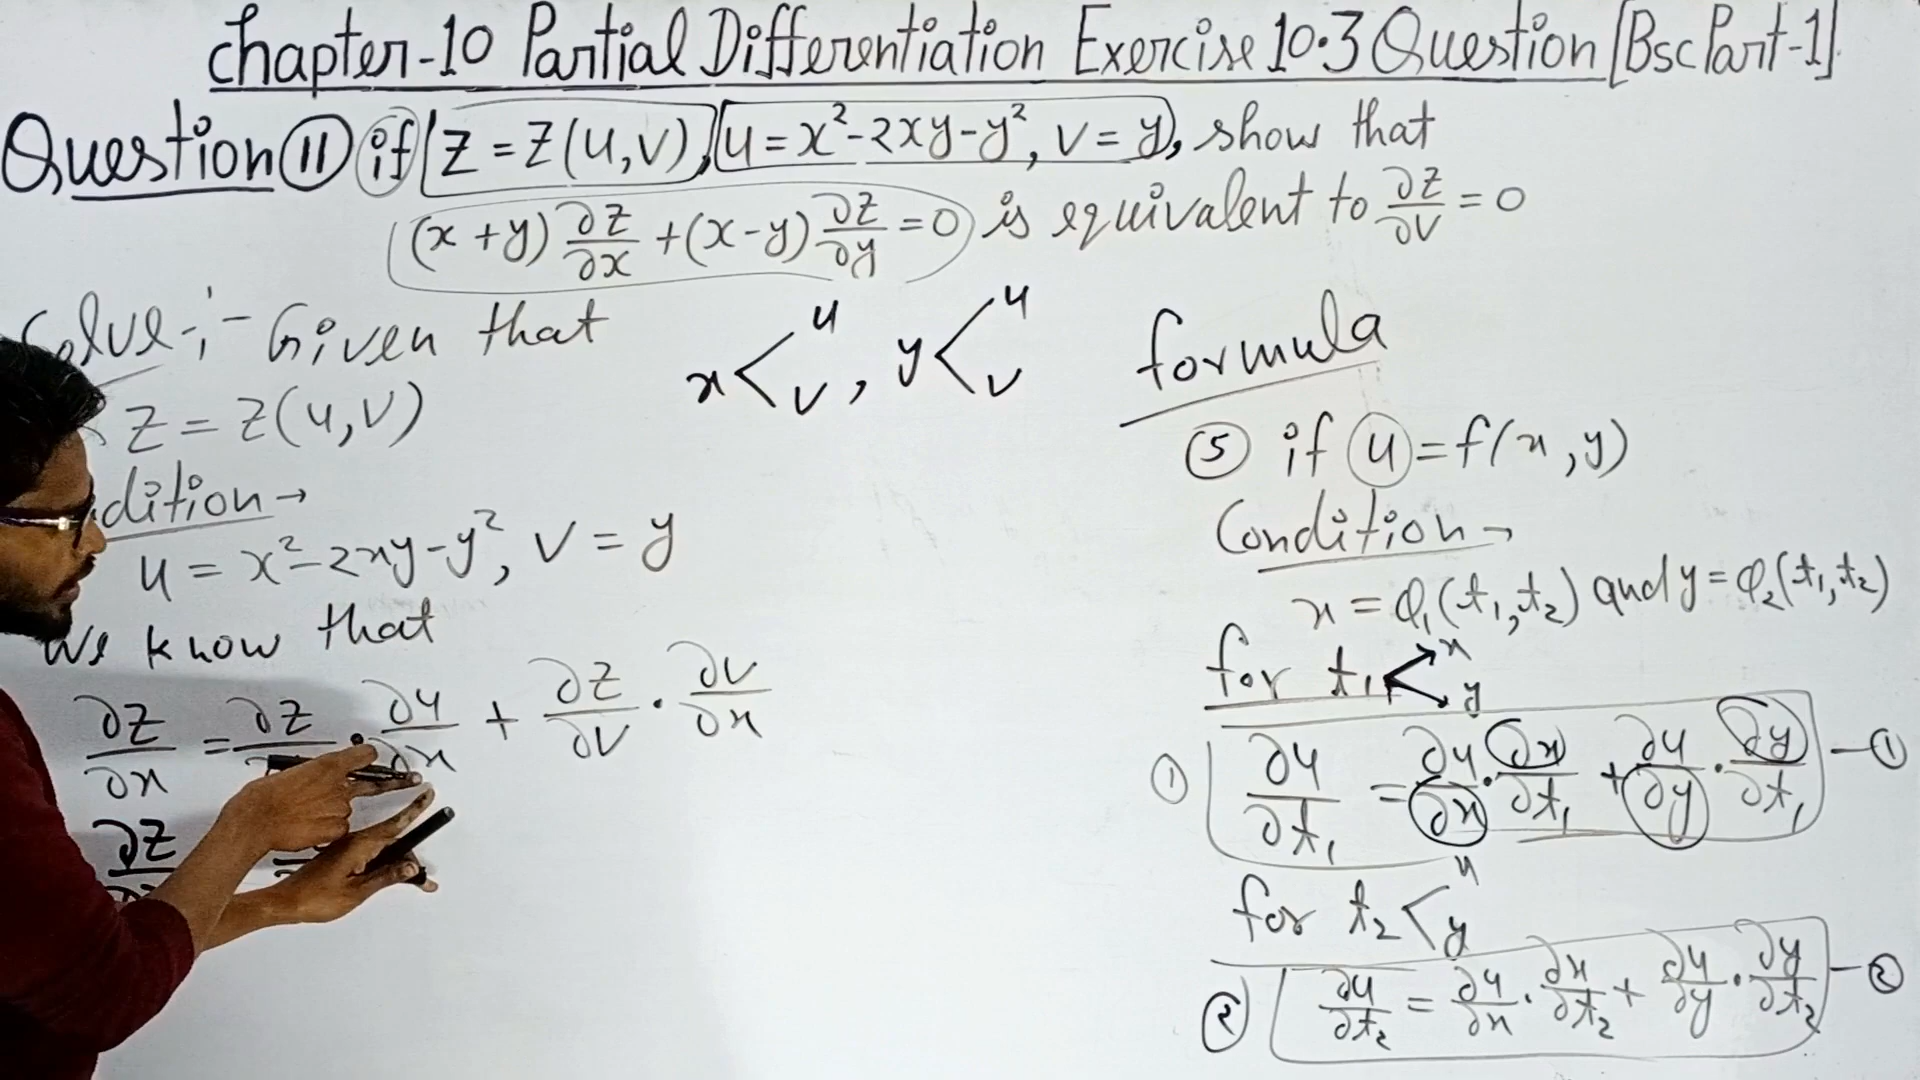 Chapter-10 Partial Differentiation Exercise 10.3 Question [Bsc Part-1]
Question ⑪ if z = z(u,v), u = x²-2xy-y², v = y, show that
(x+y) ∂z/∂x + (x-y) ∂z/∂y = 0 is equivalent to ∂z/∂v = 0
Solve:- Given that
z = z(u,v)
dition →
u = x²-2xy-y², v = y
We know that
∂z/∂x = ∂z · ∂u/∂x + ∂z/∂v · ∂v/∂x
∂z =
x < u v , y < u v
formula
⑤ if u = f(x,y)
Condition →
x = φ₁(t₁,t₂) and y = φ₂(t₁,t₂)
for t₁ < x y
① ∂u/∂t₁ = ∂u/∂x · ∂x/∂t₁ + ∂u/∂y · ∂y/∂t₁ — ①
for t₂ < x y
② ∂u/∂t₂ = ∂u/∂x · ∂x/∂t₂ + ∂u/∂y · ∂y/∂t₂ — ②